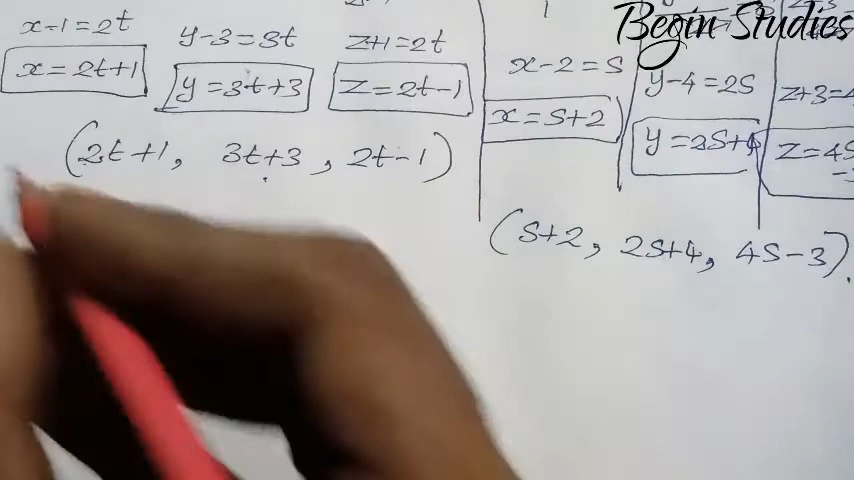 Begin Studies
x-1=2t
y-3=3t
z+1=2t
x=2t+1
y=3t+3
z=2t-1
(2t+1, 3t+3, 2t-1)
x-2=s
y-4=2s
x=s+2
y=2s+4
z=4s
-3
(s+2, 2s+4, 4s-3).